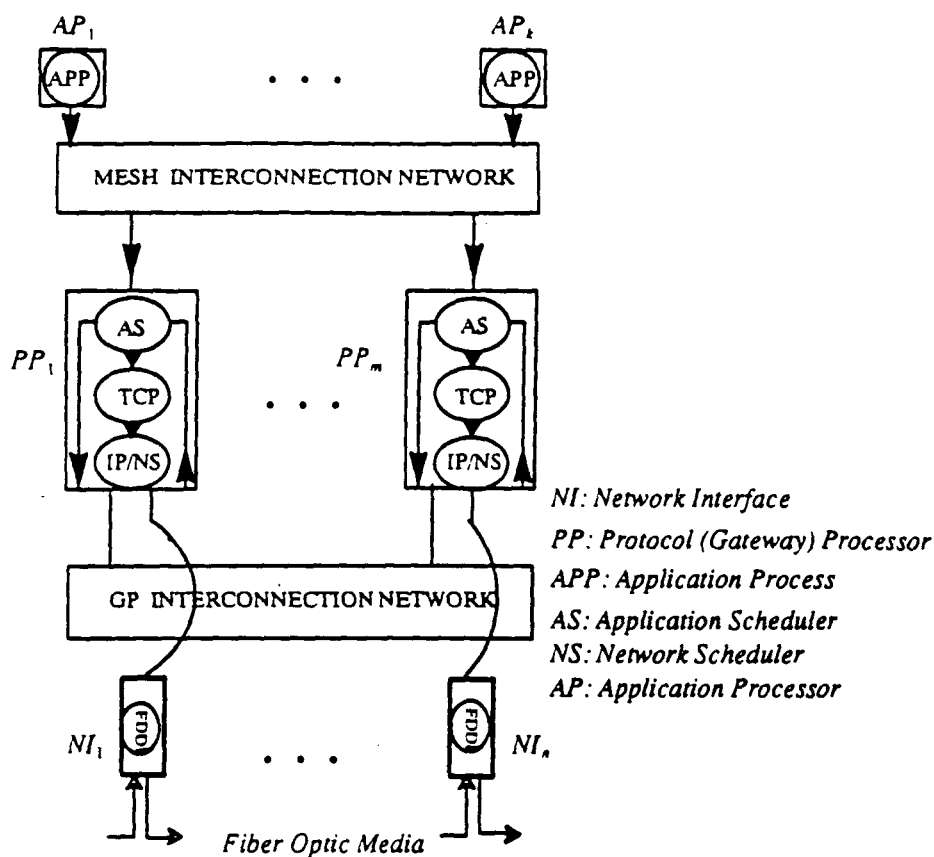 AP₁ APₖ
APP APP
. . .
MESH INTERCONNECTION NETWORK
AS AS
PP₁ PPₘ
TCP TCP
. . .
IP/NS IP/NS
NI: Network Interface
PP: Protocol (Gateway) Processor
APP: Application Process
AS: Application Scheduler
NS: Network Scheduler
AP: Application Processor
GP INTERCONNECTION NETWORK
FDDI FDDI
NI₁ NIₙ
. . .
Fiber Optic Media